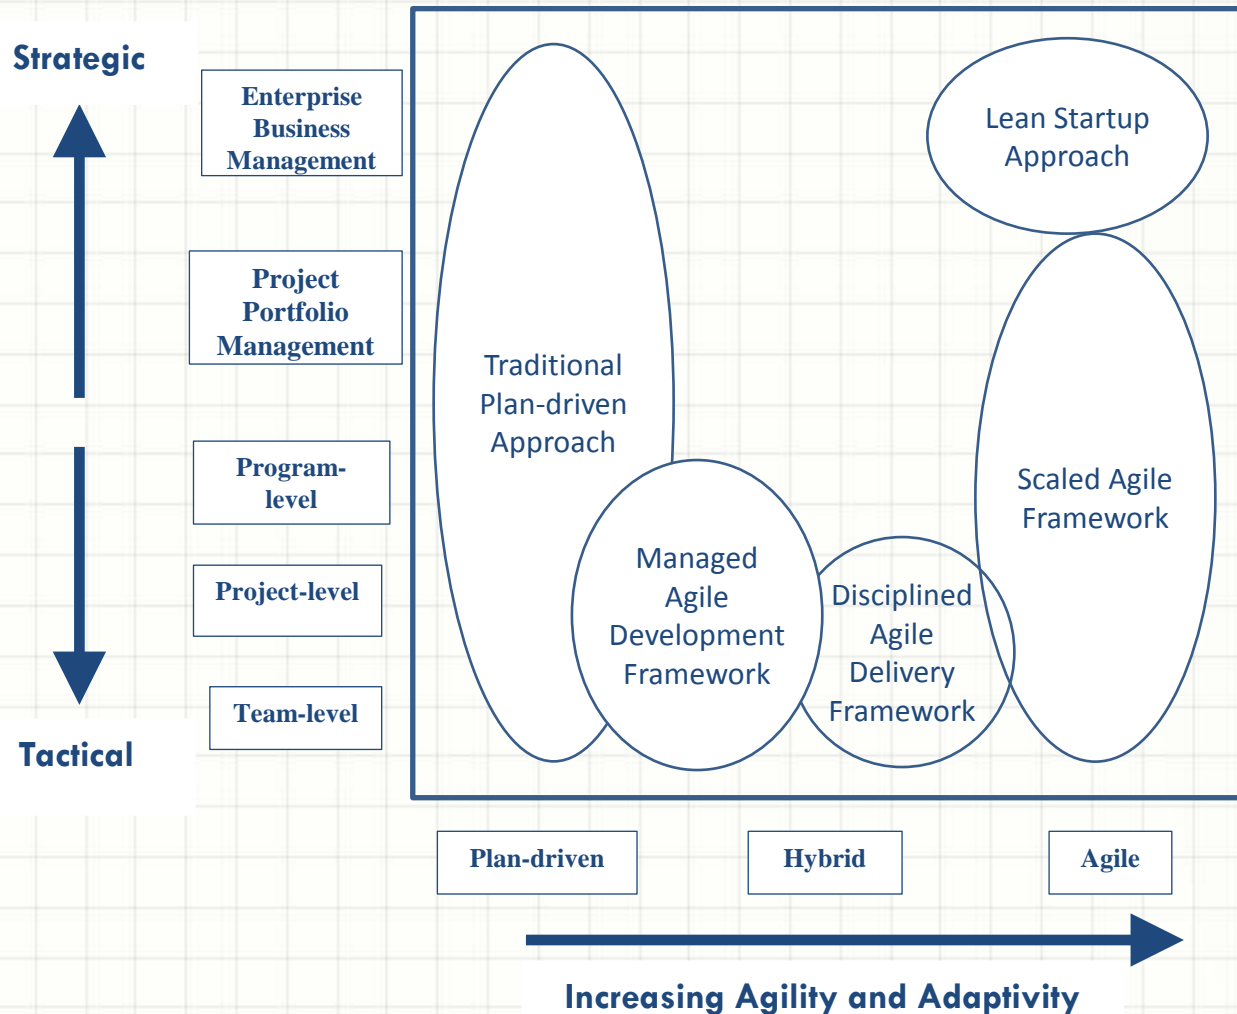 Strategic
Enterprise
Business
Management
Lean Startup
Approach
Project
Portfolio
Management
Traditional
Plan-driven
Approach
Program-
level
Scaled Agile
Framework
Managed
Agile
Development
Framework
Project-level
Disciplined
Agile
Delivery
Framework
Team-level
Tactical
Plan-driven
Hybrid
Agile
Increasing Agility and Adaptivity